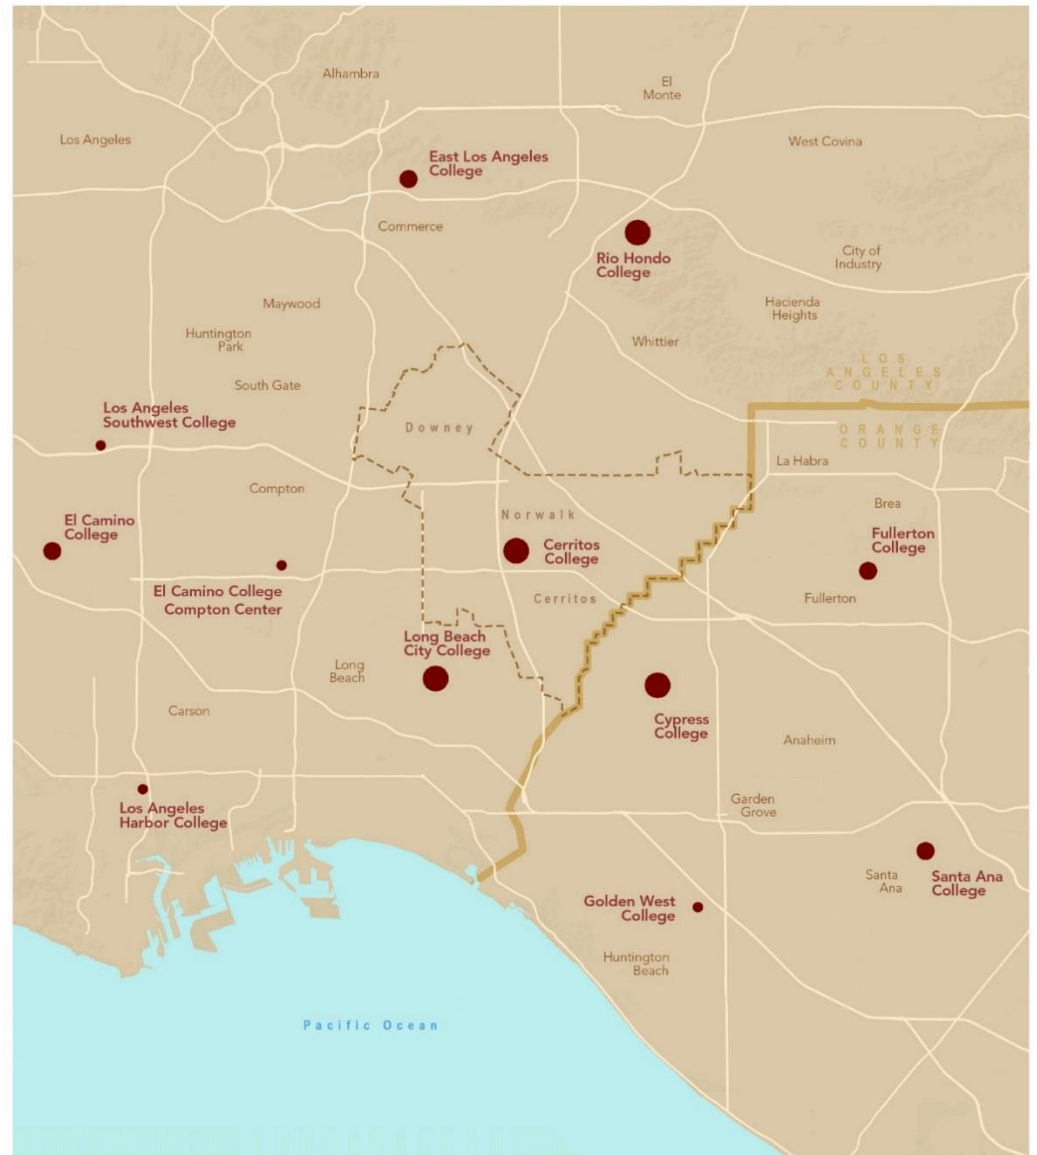 Alhambra
El
Monte
Los Angeles
West Covina
East Los Angeles
College
Commerce
Rio Hondo
College
City of
Industry
Maywood
Hacienda
Heights
Huntington
Park
Whittier
LOS
ANGELES
COUNTY
South Gate
Los Angeles
Southwest College
Downey
ORANGE
COUNTY
La Habra
Compton
Brea
Norwalk
El Camino
College
Fullerton
College
Cerritos
College
El Camino College
Compton Center
Cerritos
Fullerton
Long Beach
City College
Long
Beach
Carson
Cypress
College
Anaheim
Los Angeles
Harbor College
Garden
Grove
Santa
Ana
Santa Ana
College
Golden West
College
Huntington
Beach
Pacific Ocean